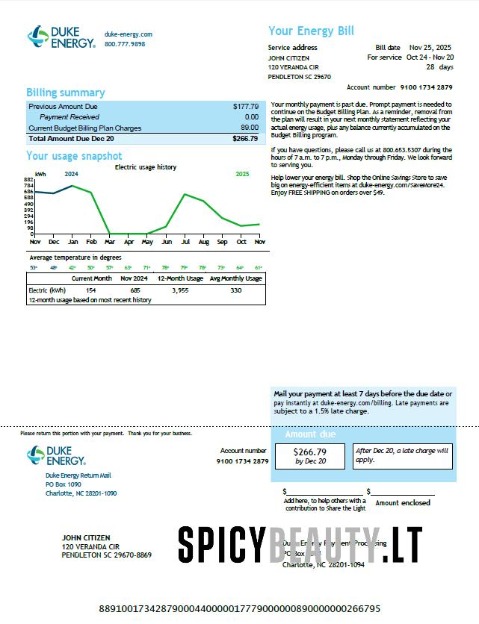 DUKE ENERGY.
duke-energy.com
800.777.9898
Your Energy Bill
Service address
JOHN CITIZEN
120 VERANDA CIR
PENDLETON SC 29670
Bill date Nov 25, 2025
For service Oct 24 - Nov 20
28 days
Account number 9100 1734 2879
Billing summary
Previous Amount Due $177.79
Payment Received 0.00
Current Budget Billing Plan Charges 89.00
Total Amount Due Dec 20 $266.79
Your monthly payment is past due. Prompt payment is needed to
continue on the Budget Billing Plan. As a reminder, removal from
the plan will result in your next monthly statement reflecting your
actual energy usage, plus any balance currently accumulated on the
Budget Billing program.
If you have questions, please call us at 800.653.5307 during the
hours of 7 a.m. to 7 p.m., Monday through Friday. We look forward
to serving you.
Help lower your energy bill. Shop the Online Savings Store to save
big on energy-efficient items at duke-energy.com/savemore24.
Enjoy FREE SHIPPING on orders over $49.
Your usage snapshot
Electric usage history
kWh 2024 2025
882
784
686
588
490
392
294
196
98
0
Nov Dec Jan Feb Mar Apr May Jun Jul Aug Sep Oct Nov
Average temperature in degrees
Current Month Nov 2024 12-Month Usage Avg Monthly Usage
Electric (kWh) 154 685 3,955 330
12-month usage based on most recent history
Mail your payment at least 7 days before the due date or
pay instantly at duke-energy.com/billing. Late payments are
subject to a 1.5% late charge.
Please return this portion with your payment. Thank you for your business.
Amount due
DUKE ENERGY.
Duke Energy Return Mail
PO Box 1090
Charlotte, NC 28201-1090
Account number
9100 1734 2879
$266.79
by Dec 20
After Dec 20, a late charge will
apply.
$ $
Add here, to help others with a
contribution to Share the Light
Amount enclosed
JOHN CITIZEN
120 VERANDA CIR
PENDLETON SC 29670-8869
SPICYBEAUTY.LT
Duke Energy Payment Processing
PO Box
Charlotte, NC 28201-1094